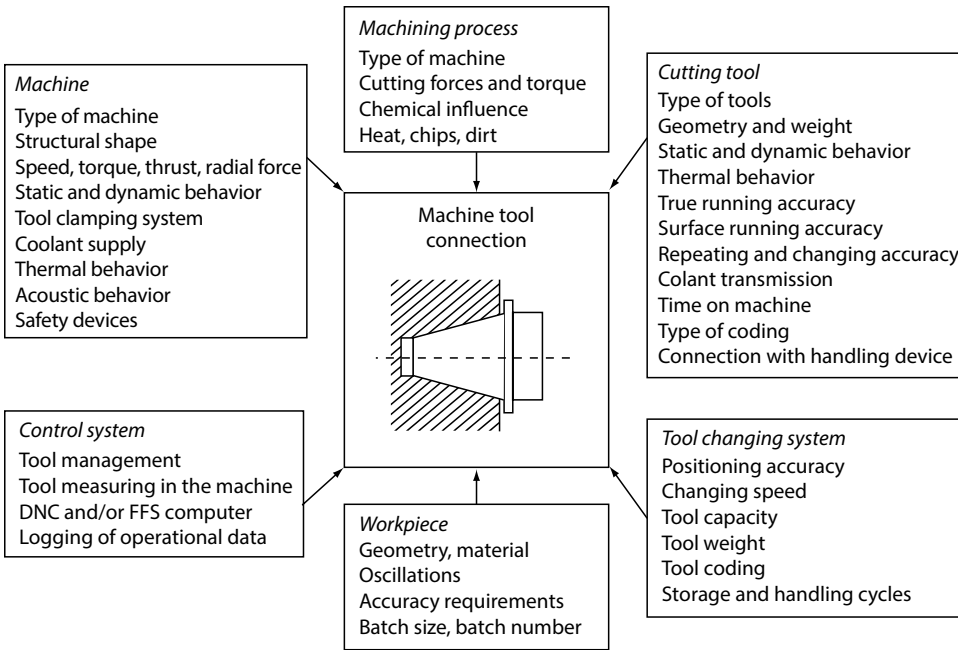 Machining process
Type of machine
Cutting forces and torque
Chemical influence
Heat, chips, dirt
Machine
Type of machine
Structural shape
Speed, torque, thrust, radial force
Static and dynamic behavior
Tool clamping system
Coolant supply
Thermal behavior
Acoustic behavior
Safety devices
Cutting tool
Type of tools
Geometry and weight
Static and dynamic behavior
Thermal behavior
True running accuracy
Surface running accuracy
Repeating and changing accuracy
Colant transmission
Time on machine
Type of coding
Connection with handling device
Machine tool
connection
Control system
Tool management
Tool measuring in the machine
DNC and/or FFS computer
Logging of operational data
Workpiece
Geometry, material
Oscillations
Accuracy requirements
Batch size, batch number
Tool changing system
Positioning accuracy
Changing speed
Tool capacity
Tool weight
Tool coding
Storage and handling cycles